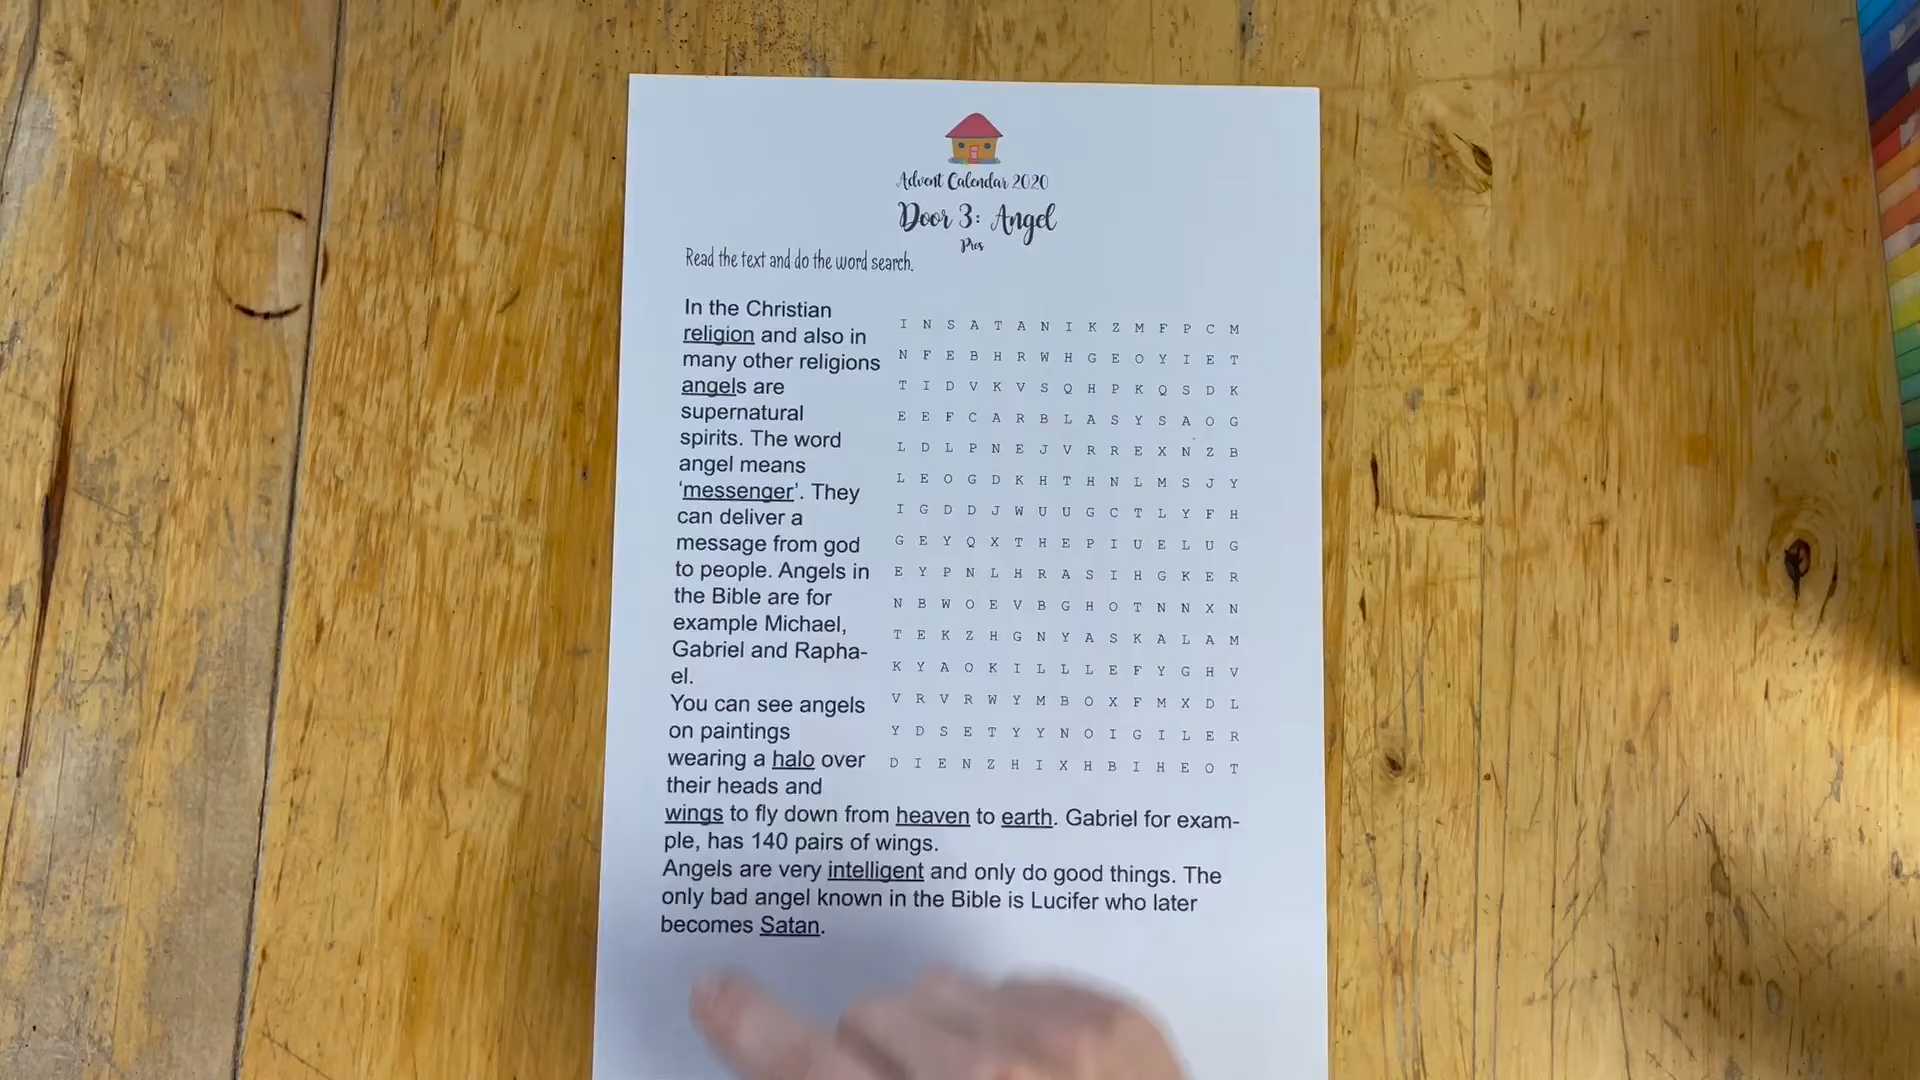 Advent Calendar 2020
Door 3: Angel
Pros
Read the text and do the word search.
In the Christian
religion and also in
many other religions
angels are
supernatural
spirits. The word
angel means
‘messenger’. They
can deliver a
message from god
to people. Angels in
the Bible are for
example Michael,
Gabriel and Rapha-
el.
You can see angels
on paintings
wearing a halo over
their heads and
wings to fly down from heaven to earth. Gabriel for exam-
ple, has 140 pairs of wings.
Angels are very intelligent and only do good things. The
only bad angel known in the Bible is Lucifer who later
becomes Satan.
I N S A T A N I K Z M F P C M
N F E B H R W H G E O Y I E T
T I D V K V S Q H P K Q S D K
E E F C A R B L A S Y S A O G
L D L P N E J V R R E X N Z B
L E O G D K H T H N L M S J Y
I G D D J W U U G C T L Y F H
G E Y Q X T H E P I U E L U G
E Y P N L H R A S I H G K E R
N B W O E V B G H O T N N X N
T E K Z H G N Y A S K A L A M
K Y A O K I L L L E F Y G H V
V R V R W Y M B O X F M X D L
Y D S E T Y Y N O I G I L E R
D I E N Z H I X H B I H E O T